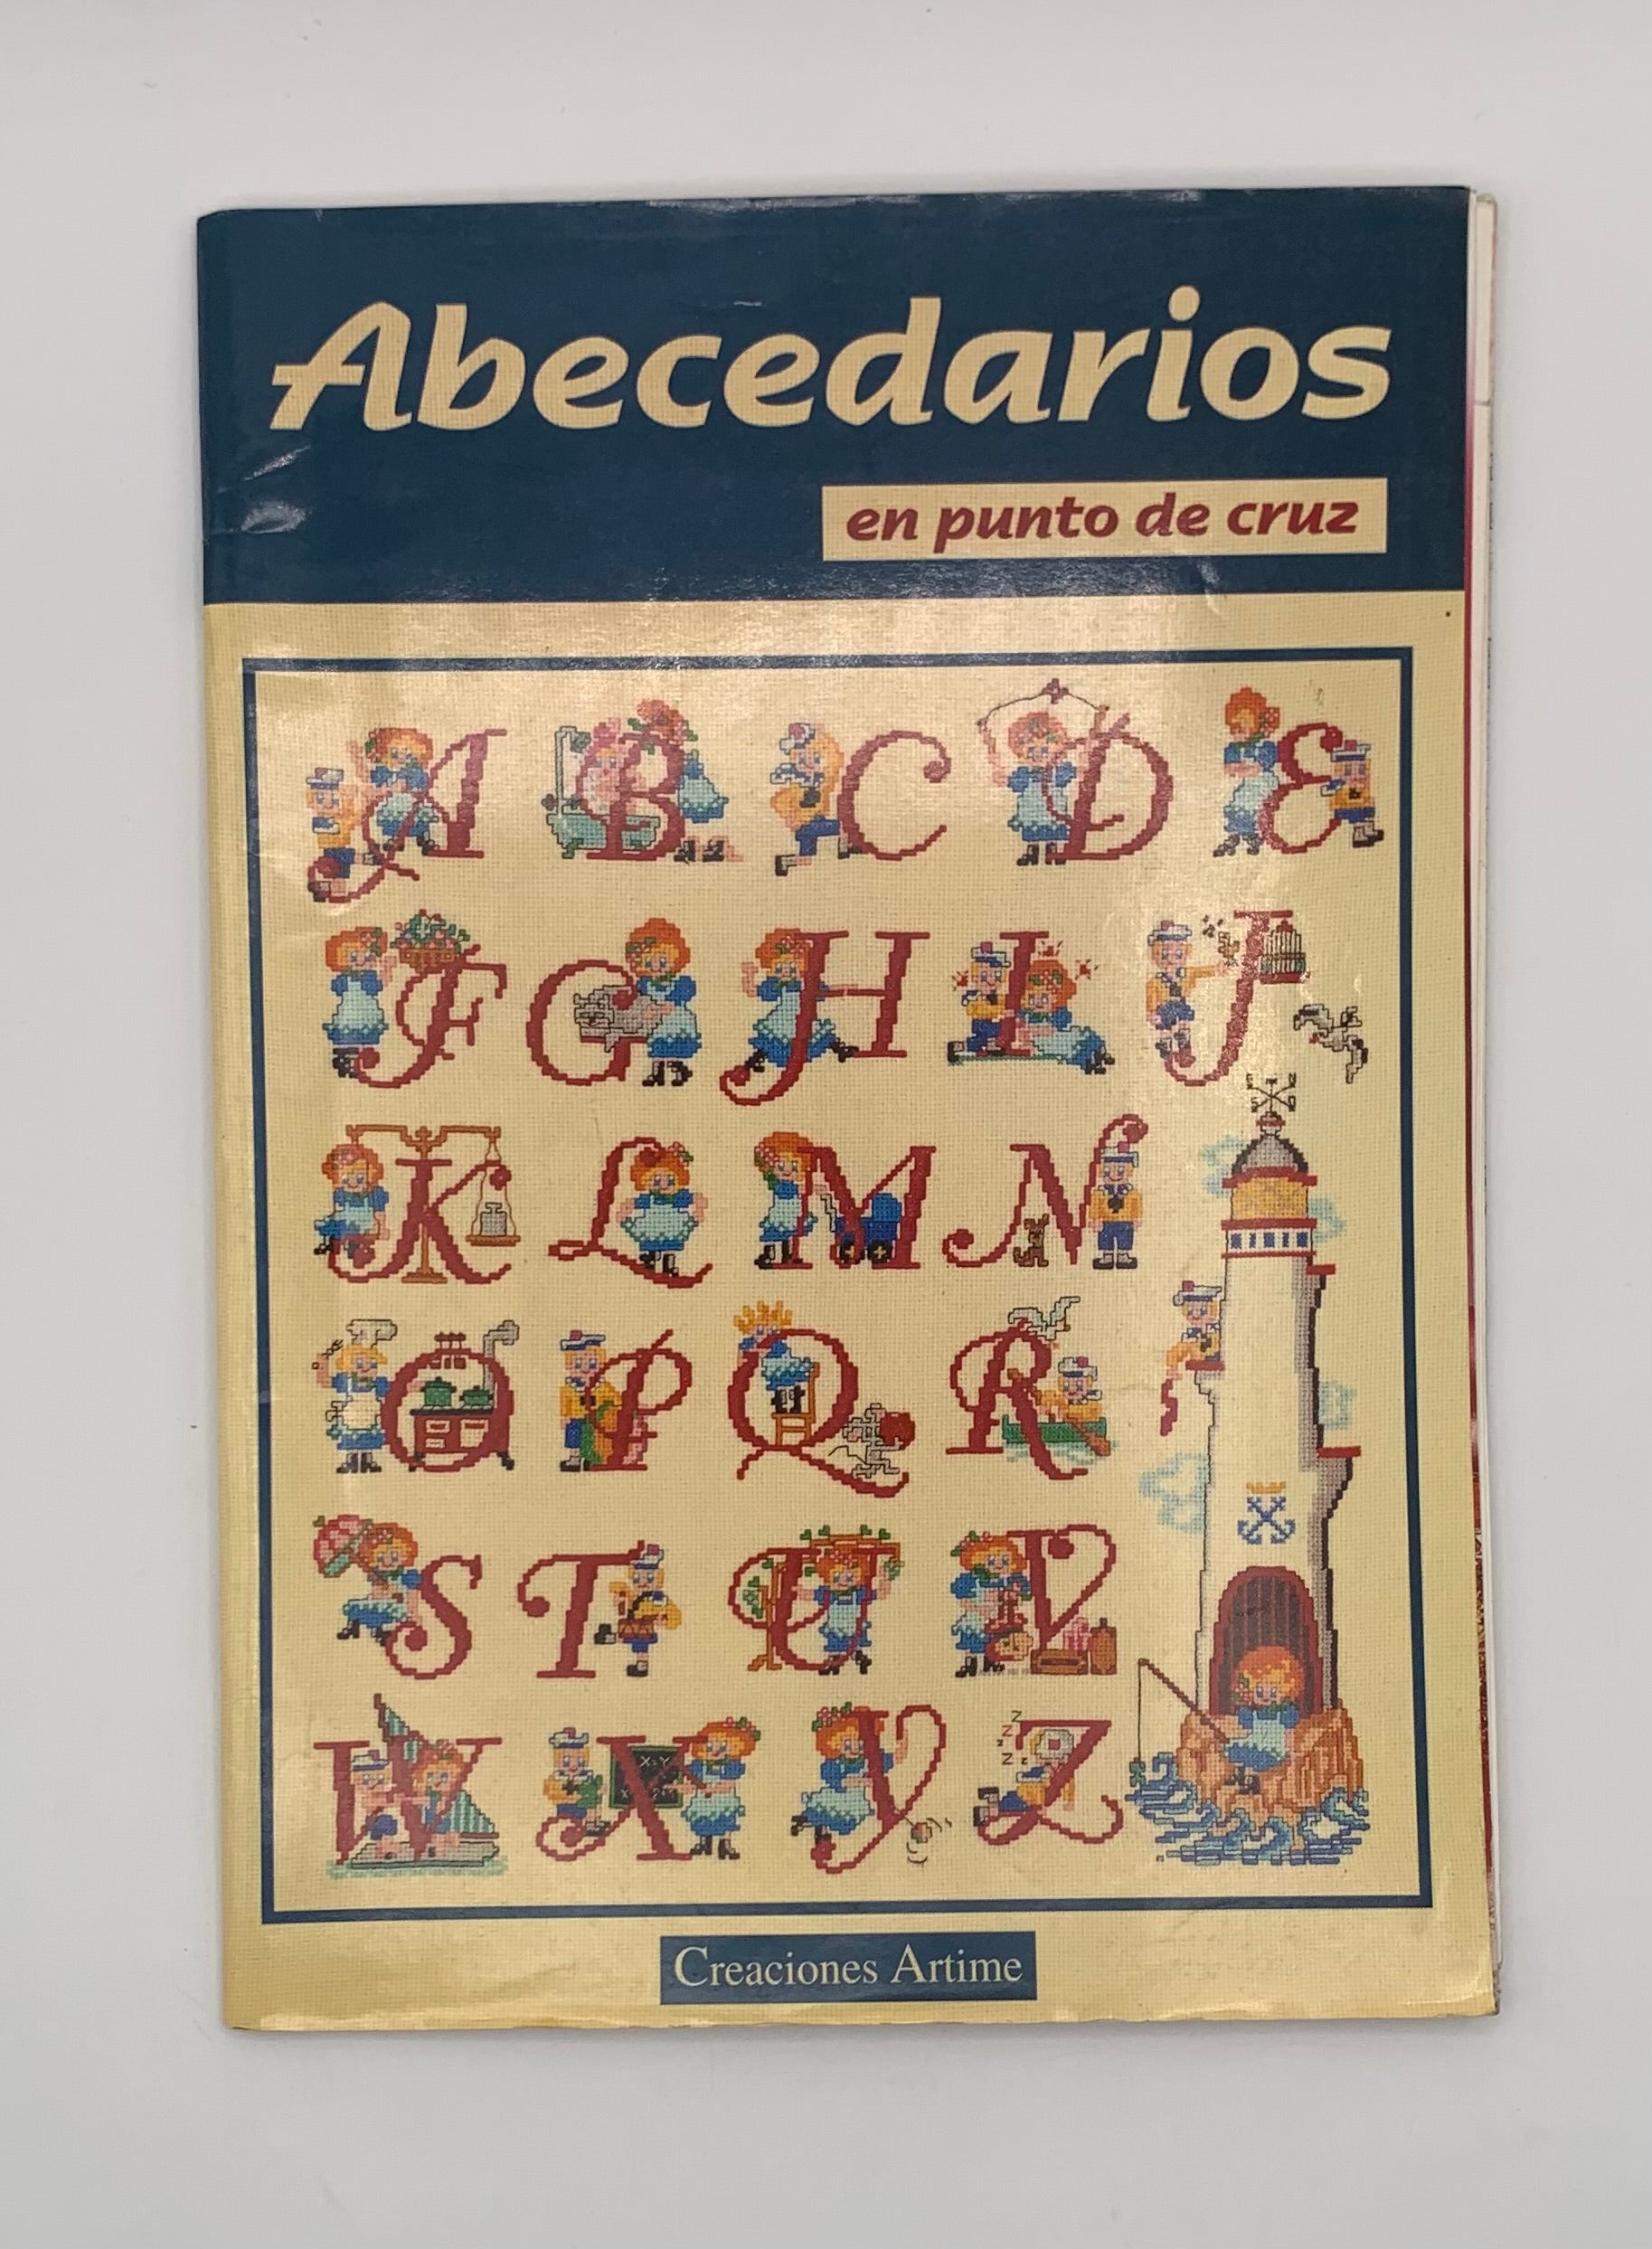 Abecedarios
en punto de cruz
A B C D E
F G H I J
K L M N
O P Q R
S T U V
W X Y Z
Z Z Z Z
Creaciones Artime